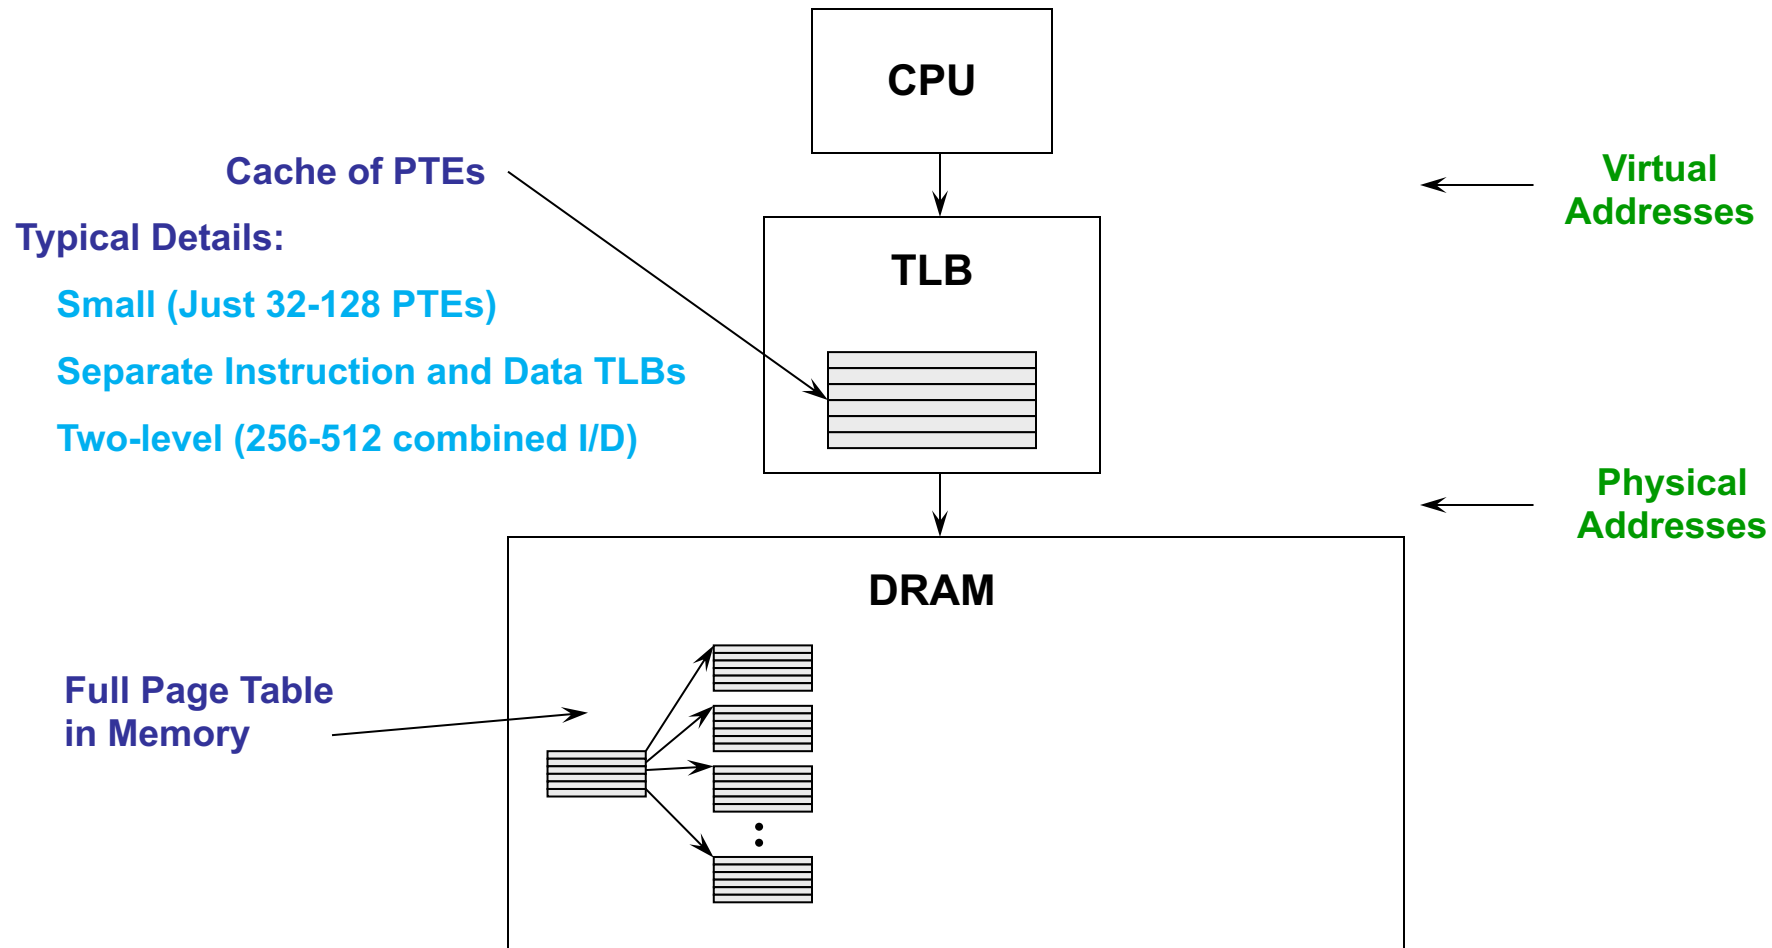 CPU
Cache of PTEs
Virtual
Addresses
Typical Details:
TLB
Small (Just 32-128 PTEs)
Separate Instruction and Data TLBs
Two-level (256-512 combined I/D)
Physical
Addresses
DRAM
Full Page Table
in Memory